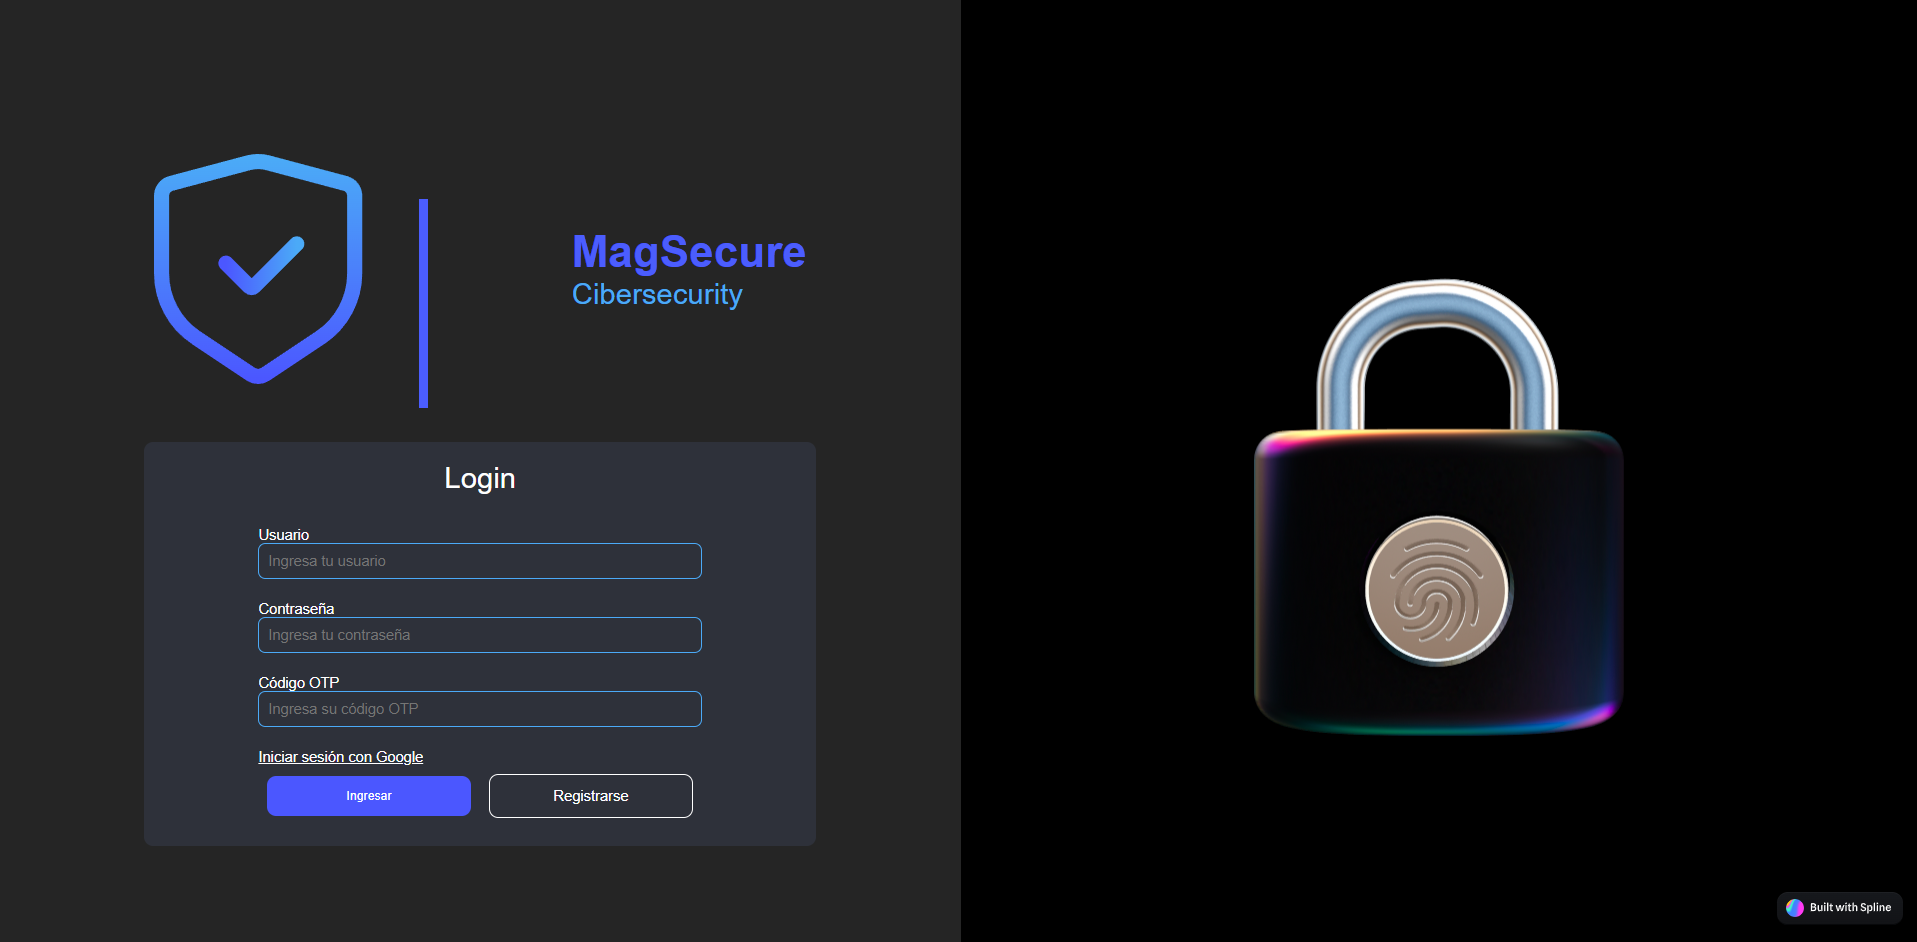 MagSecure
Cibersecurity
Login
Usuario
Ingresa tu usuario
Contraseña
Ingresa tu contraseña
Código OTP
Ingresa su código OTP
Iniciar sesión con Google
Ingresar
Registrarse
Built with Spline